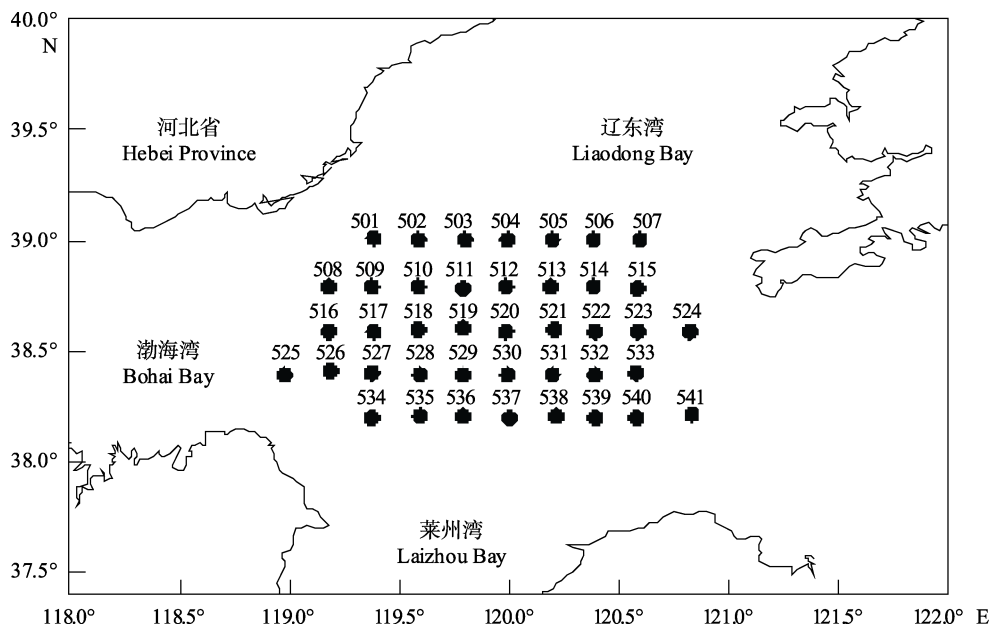 40.0°
N
39.5°
39.0°
38.5°
38.0°
37.5°
河北省
Hebei Province
辽东湾
Liaodong Bay
501 502 503 504 505 506 507
508 509 510 511 512 513 514 515
516 517 518 519 520 521 522 523 524
渤海湾
Bohai Bay
525 526 527 528 529 530 531 532 533
534 535 536 537 538 539 540 541
莱州湾
Laizhou Bay
118.0° 118.5° 119.0° 119.5° 120.0° 120.5° 121.0° 121.5° 122.0° E